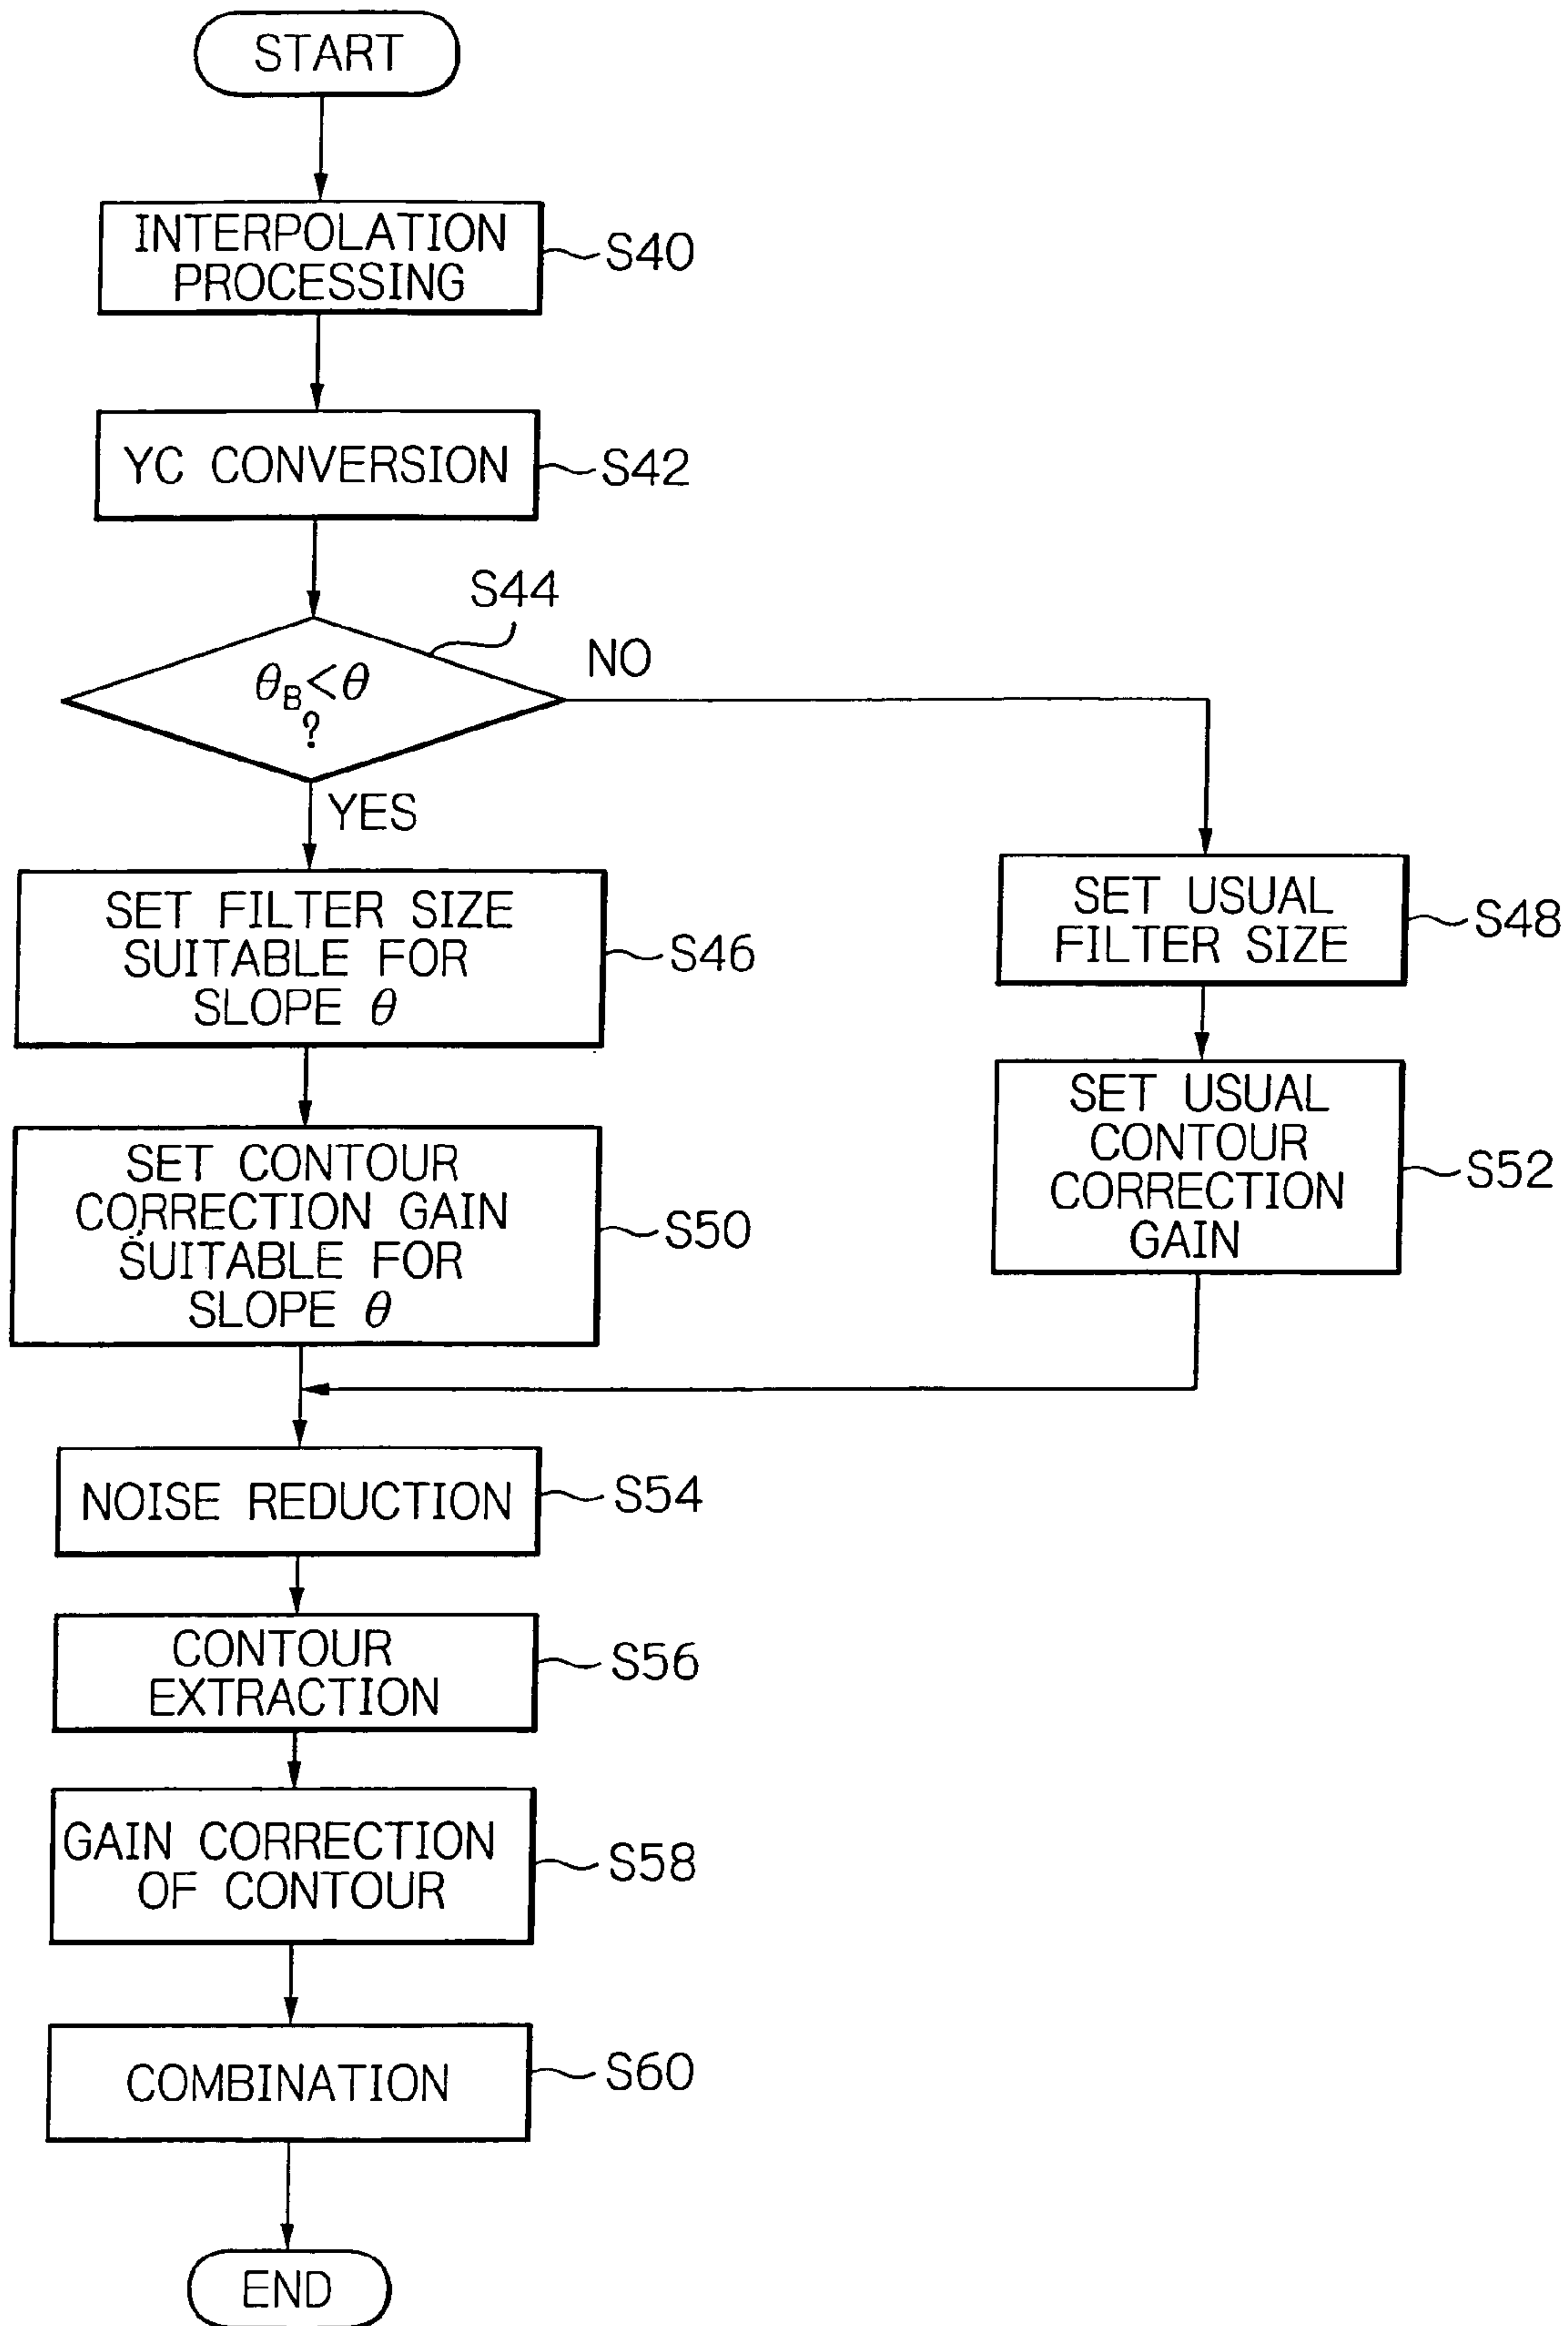 START
INTERPOLATION
PROCESSING
S40
YC CONVERSION
S42
S44
θB<θ
?
NO
YES
SET FILTER SIZE
SUITABLE FOR
SLOPE θ
S46
SET USUAL
FILTER SIZE
S48
SET CONTOUR
CORRECTION GAIN
SUITABLE FOR
SLOPE θ
S50
SET USUAL
CONTOUR
CORRECTION
GAIN
S52
NOISE REDUCTION
S54
CONTOUR
EXTRACTION
S56
GAIN CORRECTION
OF CONTOUR
S58
COMBINATION
S60
END